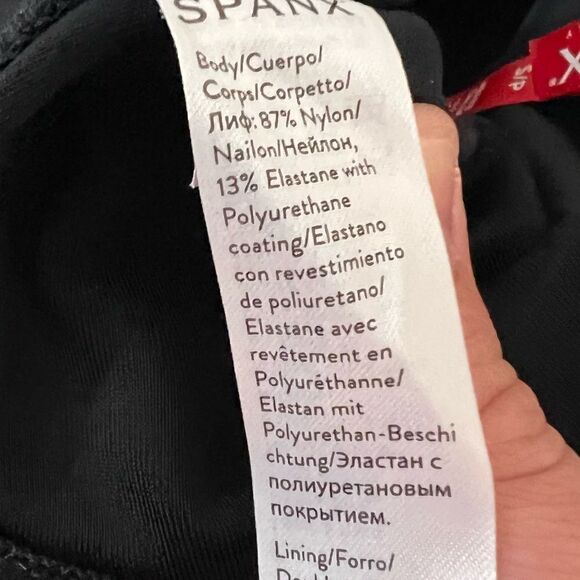 SPANX
Body/Cuerpo/
Corps/Corpetto/
Лиф: 87% Nylon/
Nailon/Нейлон,
13% Elastane with
Polyurethane
coating/Elastano
con revestimiento
de poliuretano/
Elastane avec
revêtement en
Polyuréthanne/
Elastan mit
Polyurethan-Beschi
chtung/Эластан с
полиуретановым
покрытием.
Lining/Forro/
X
S/P